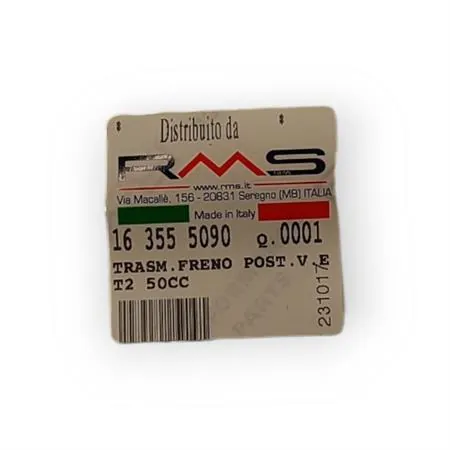 Distribuito da
RMS
www.rms.it
Via Macallè, 156 - 20831 Seregno (MB) ITALIA
Made in Italy
16 355 5090 Q.0001
TRASM.FRENO POST.V.E
T2 50CC
231017
PARTS